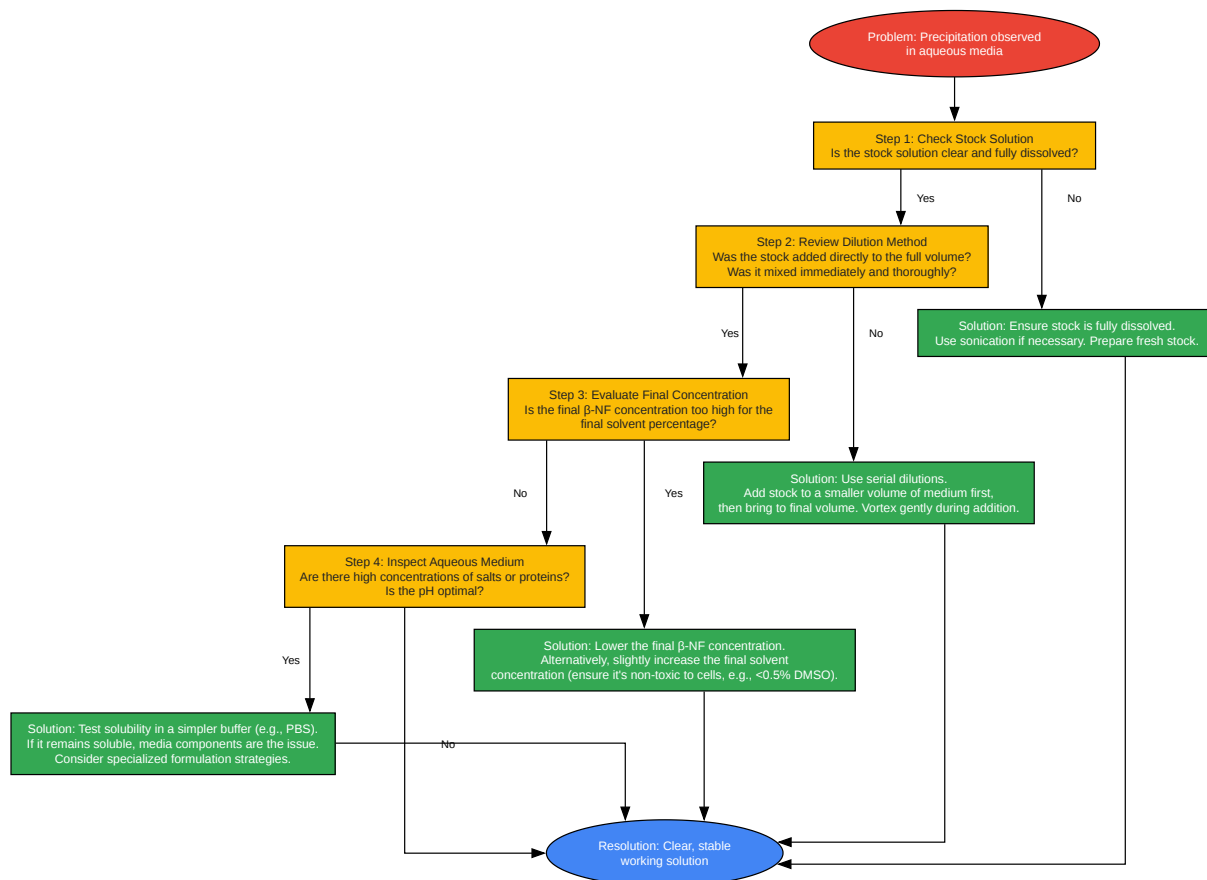 Problem: Precipitation observed
in aqueous media
Step 1: Check Stock Solution
Is the stock solution clear and fully dissolved?
Yes
No
Step 2: Review Dilution Method
Was the stock added directly to the full volume?
Was it mixed immediately and thoroughly?
Solution: Ensure stock is fully dissolved.
Use sonication if necessary. Prepare fresh stock.
Yes
No
Step 3: Evaluate Final Concentration
Is the final β-NF concentration too high for the
final solvent percentage?
Solution: Use serial dilutions.
Add stock to a smaller volume of medium first,
then bring to final volume. Vortex gently during addition.
No
Yes
Step 4: Inspect Aqueous Medium
Are there high concentrations of salts or proteins?
Is the pH optimal?
Solution: Lower the final β-NF concentration.
Alternatively, slightly increase the final solvent
concentration (ensure it's non-toxic to cells, e.g., <0.5% DMSO).
Yes
Solution: Test solubility in a simpler buffer (e.g., PBS).
If it remains soluble, media components are the issue.
Consider specialized formulation strategies.
No
Resolution: Clear, stable
working solution